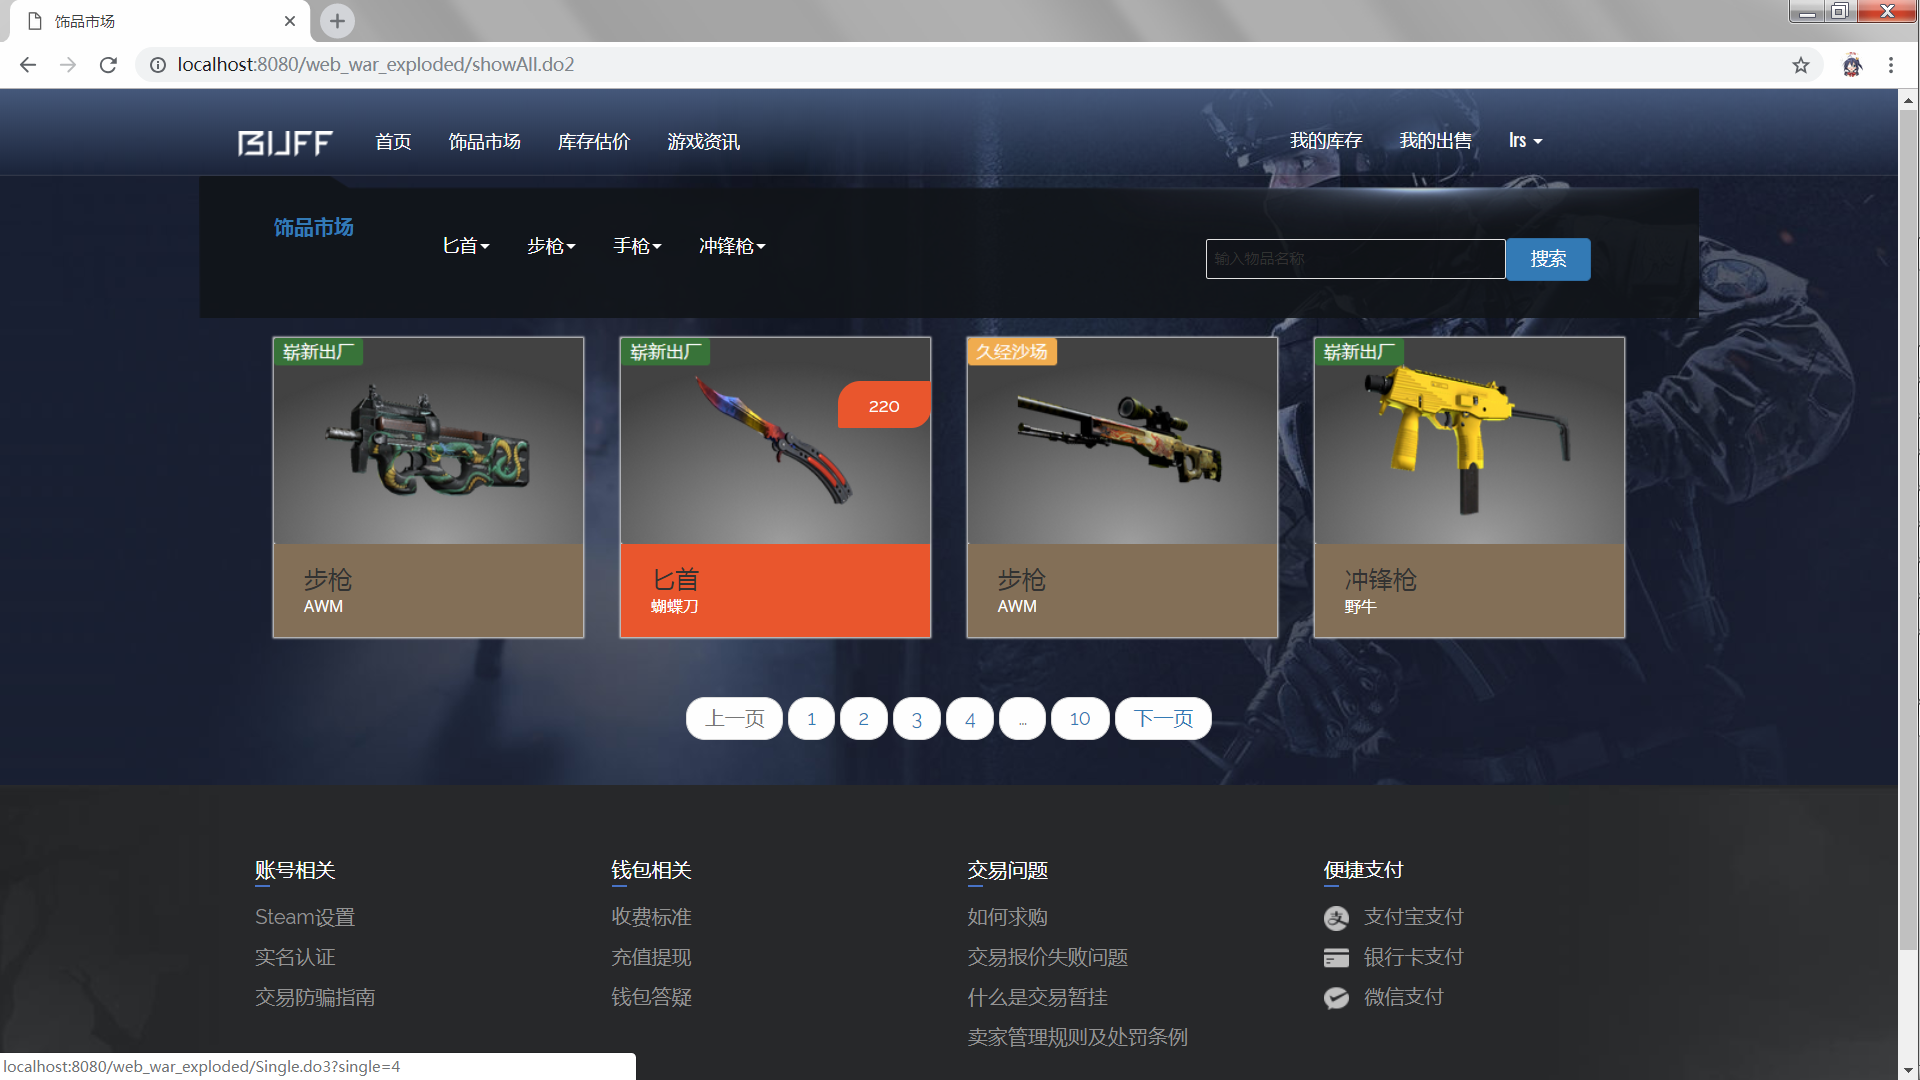 饰品市场
localhost:8080/web_war_exploded/showAll.do2
BUFF 首页 饰品市场 库存估价 游戏资讯 我的库存 我的出售 lrs
饰品市场 匕首 步枪 手枪 冲锋枪 输入物品名称 搜索
崭新出厂 崭新出厂 久经沙场 崭新出厂
220
步枪 匕首 步枪 冲锋枪
AWM 蝴蝶刀 AWM 野牛
上一页 1 2 3 4 ... 10 下一页
账号相关 钱包相关 交易问题 便捷支付
Steam设置 收费标准 如何求购 支付宝支付
实名认证 充值提现 交易报价失败问题 银行卡支付
交易防骗指南 钱包答疑 什么是交易暂挂 微信支付
卖家管理规则及处罚条例
localhost:8080/web_war_exploded/Single.do3?single=4